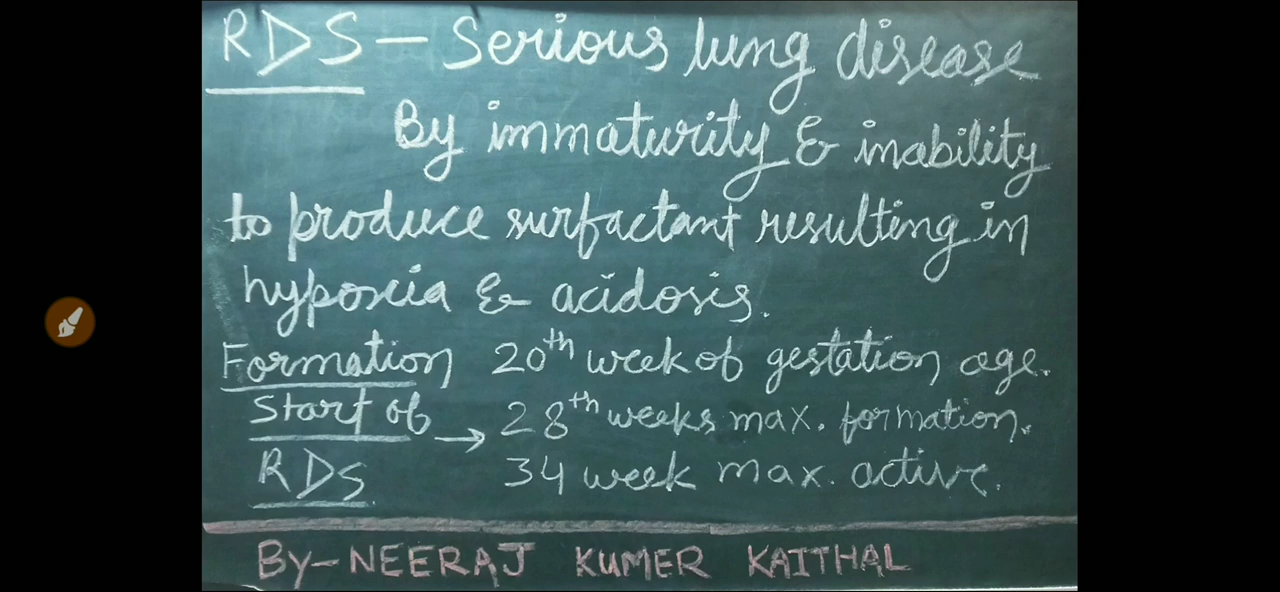 RDS - Serious lung disease
By immaturity & inability
to produce surfactant resulting in
hypoxia & acidosis.
Formation 20th week of gestation age.
Start of → 28th weeks max. formation.
RDS 34 week max. active.
BY-NEERAJ KUMER KAITHAL